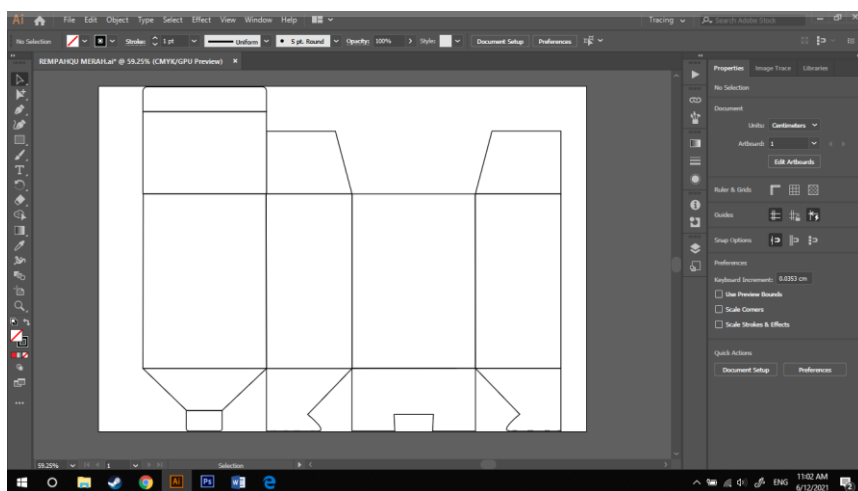 Ai File Edit Object Type Select Effect View Window Help Tracing Search Adobe Stock
No Selection Stroke: 1 pt Uniform 5 pt. Round Opacity: 100% Style: Document Setup Preferences
REMPAHQU MERAH.ai* @ 59.25% (CMYK/GPU Preview) ×
Properties Image Trace Libraries
No Selection
Document
Units: Centimeters
Artboard: 1
Edit Artboards
Ruler & Grids
Guides
Snap Options
Preferences
Keyboard Increment: 0.0353 cm
Use Preview Bounds
Scale Corners
Scale Strokes & Effects
Quick Actions
Document Setup Preferences
59.25% 1 Selection
Ai Ps W ENG 11:02 AM
6/12/2021 2